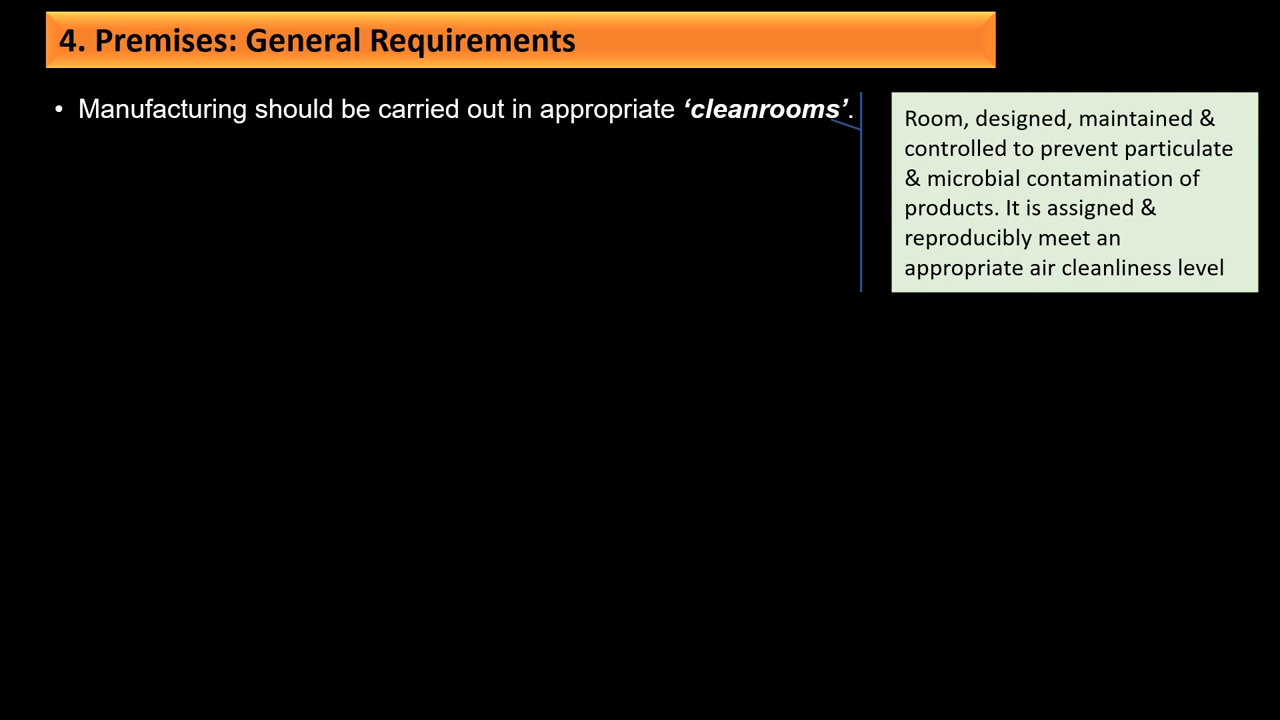 4. Premises: General Requirements
• Manufacturing should be carried out in appropriate ‘cleanrooms’.
Room, designed, maintained &
controlled to prevent particulate
& microbial contamination of
products. It is assigned &
reproducibly meet an
appropriate air cleanliness level